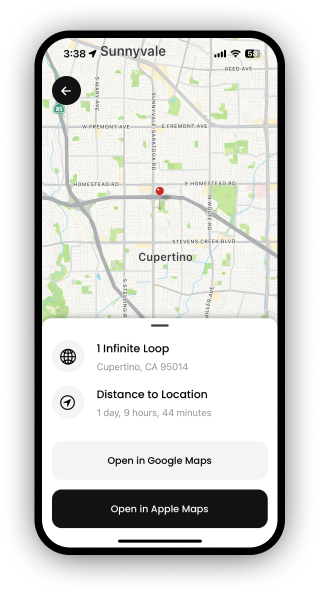 3:38
Sunnyvale
58
REED AVE
S MARY AVE
85
SUNNYVALE-SARATOGA RD
W FREMONT AVE
E FREMONT AVE
HOMESTEAD RD
E HOMESTEAD RD
N WOLFE RD
STEVENS CREEK BLVD
Cupertino
S STELLING R
MILLER AVE
1 Infinite Loop
Cupertino, CA 95014
Distance to Location
1 day, 9 hours, 44 minutes
Open in Google Maps
Open in Apple Maps